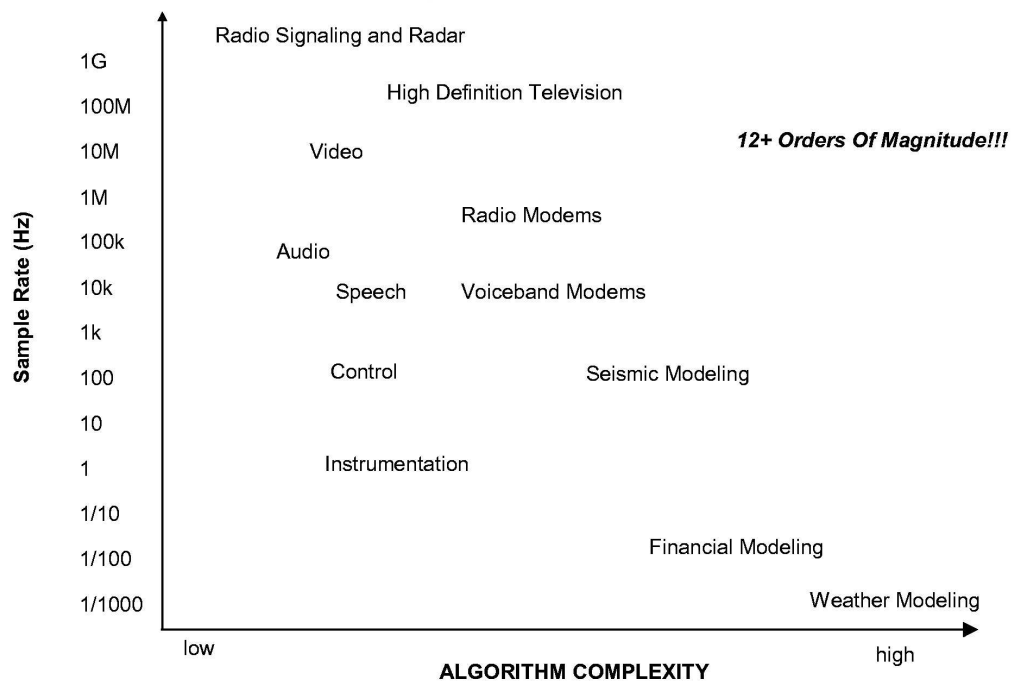 Radio Signaling and Radar
1G
High Definition Television
100M
12+ Orders Of Magnitude!!!
10M
Video
1M
Radio Modems
100k
Audio
10k
Speech
Voiceband Modems
1k
Sample Rate (Hz)
100
Control
Seismic Modeling
10
1
Instrumentation
1/10
Financial Modeling
1/100
1/1000
Weather Modeling
low
high
ALGORITHM COMPLEXITY